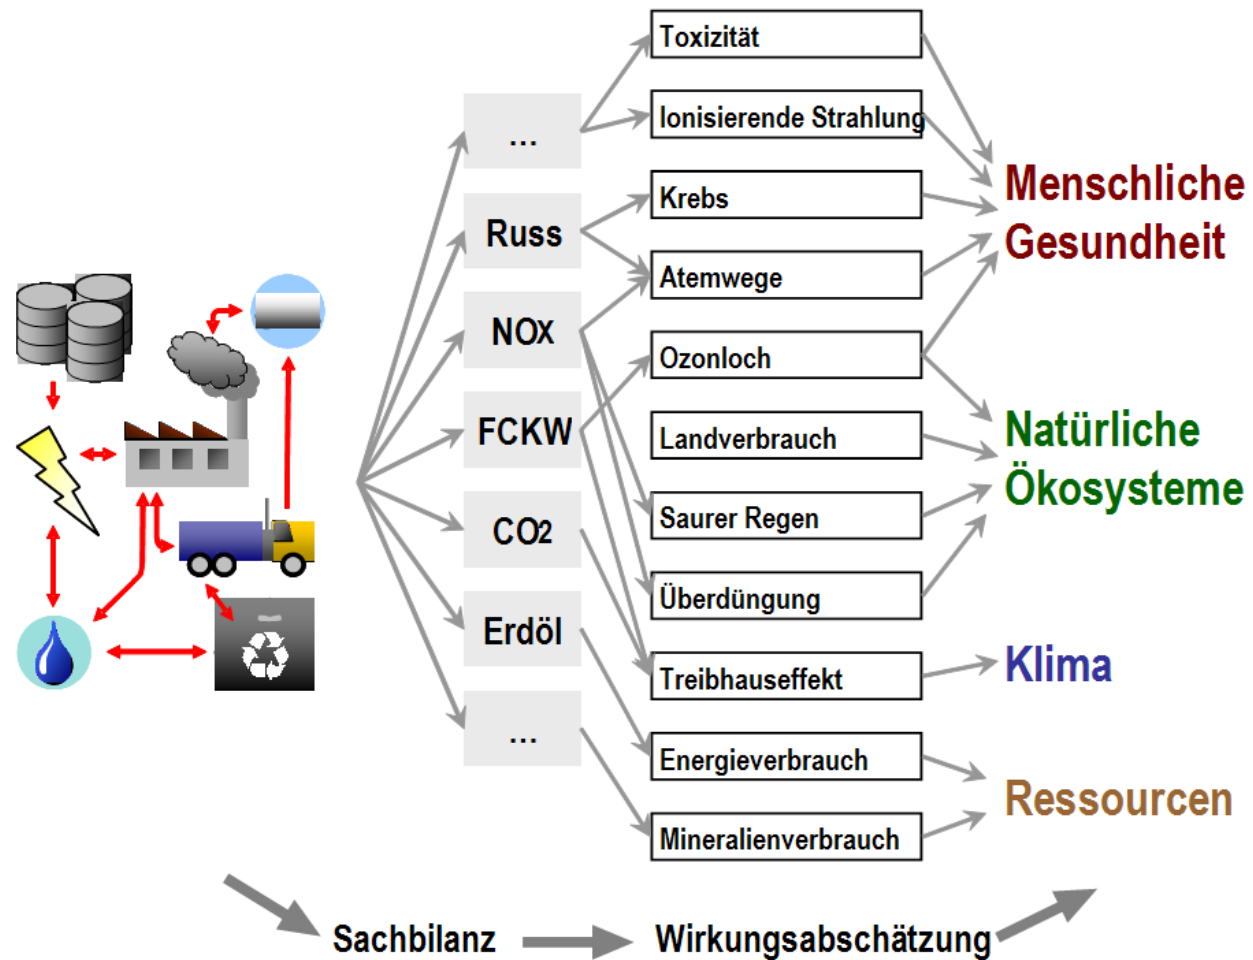 ...
Russ
NOX
FCKW
CO2
Erdöl
...
Toxizität
Ionisierende Strahlung
Krebs
Atemwege
Ozonloch
Landverbrauch
Saurer Regen
Überdüngung
Treibhauseffekt
Energieverbrauch
Mineralienverbrauch
Menschliche
Gesundheit
Natürliche
Ökosysteme
Klima
Ressourcen
Sachbilanz
Wirkungsabschätzung